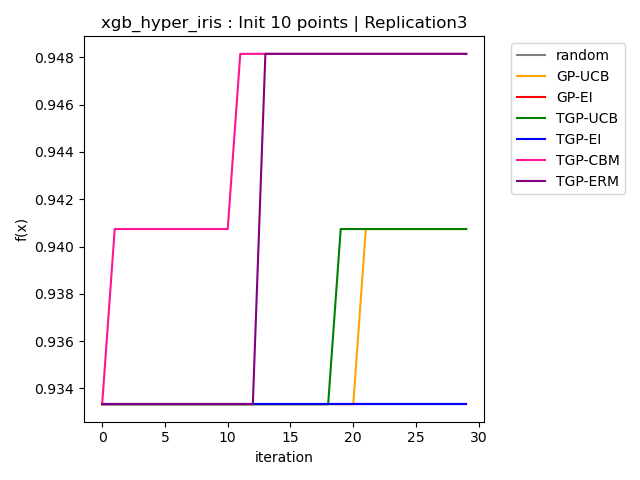 xgb_hyper_iris : Init 10 points | Replication3
f(x)
0.948
0.946
0.944
0.942
0.940
0.938
0.936
0.934
0 5 10 15 20 25 30
iteration
random
GP-UCB
GP-EI
TGP-UCB
TGP-EI
TGP-CBM
TGP-ERM